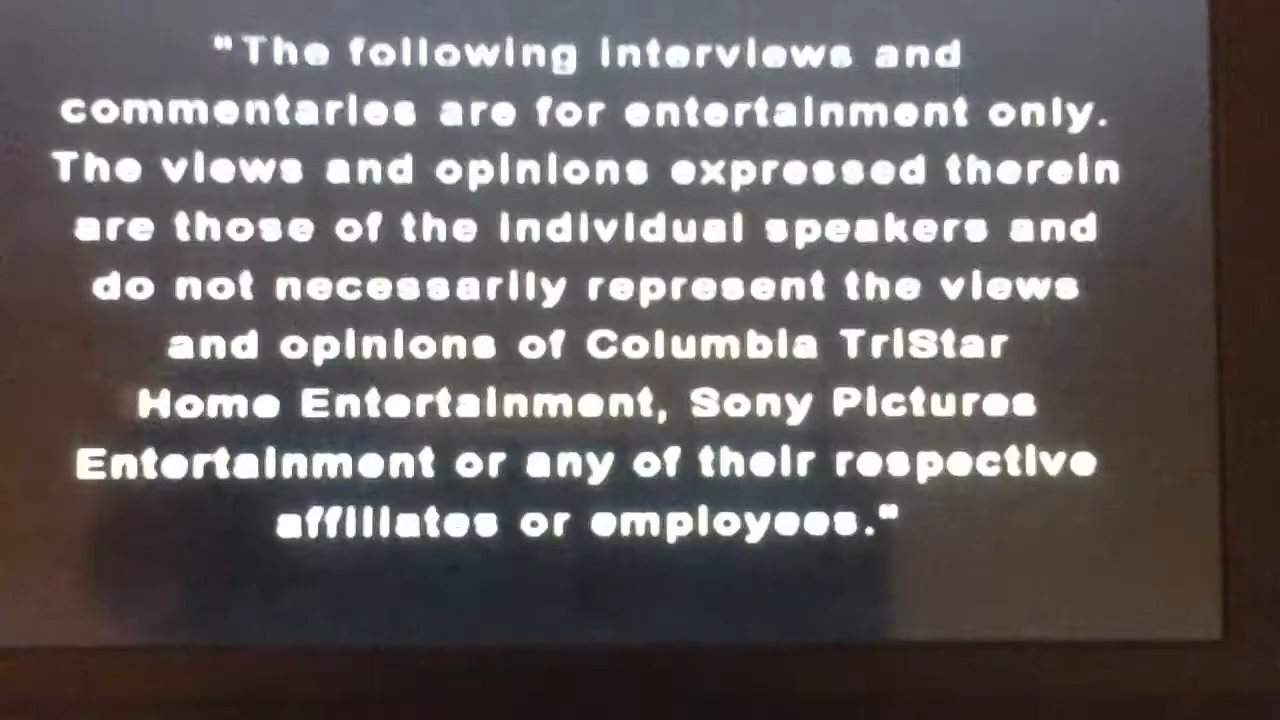 "The following interviews and
commentaries are for entertainment only.
The views and opinions expressed therein
are those of the individual speakers and
do not necessarily represent the views
and opinions of Columbia TriStar
Home Entertainment, Sony Pictures
Entertainment or any of their respective
affiliates or employees."